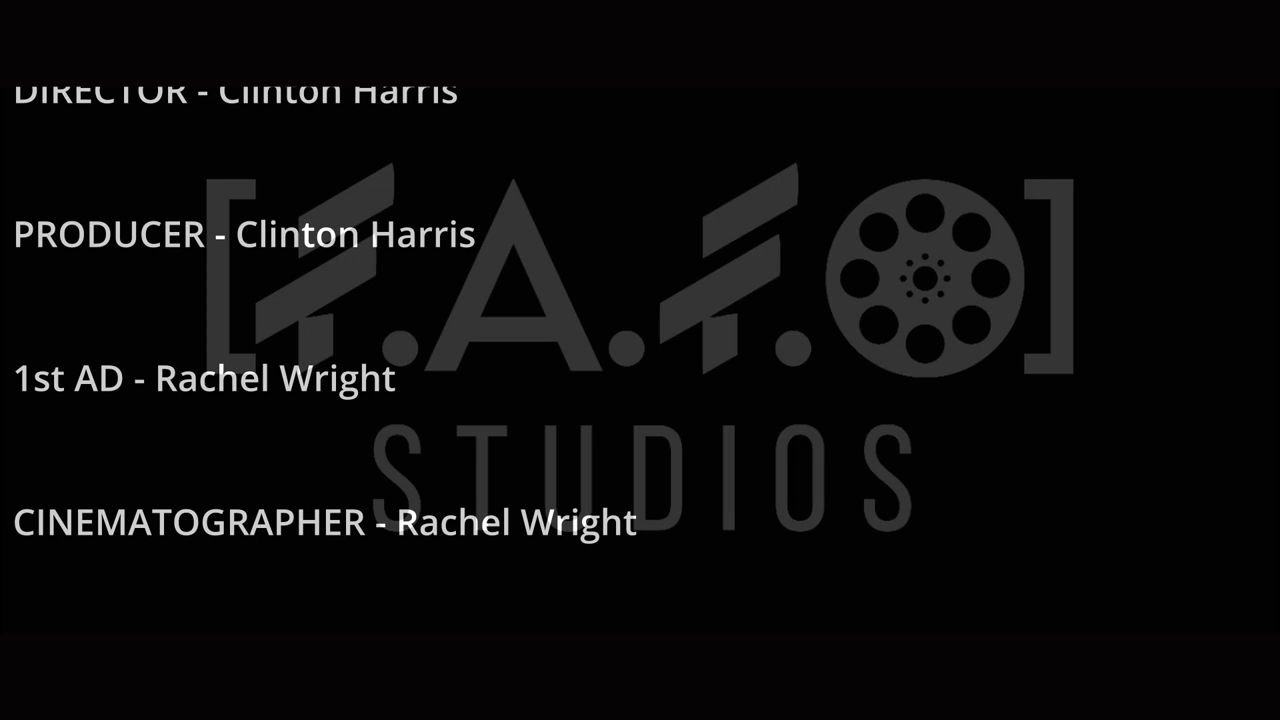 DIRECTOR - Clinton Harris
PRODUCER - Clinton Harris
1st AD - Rachel Wright
CINEMATOGRAPHER - Rachel Wright
[F.A.F.O]
STUDIOS